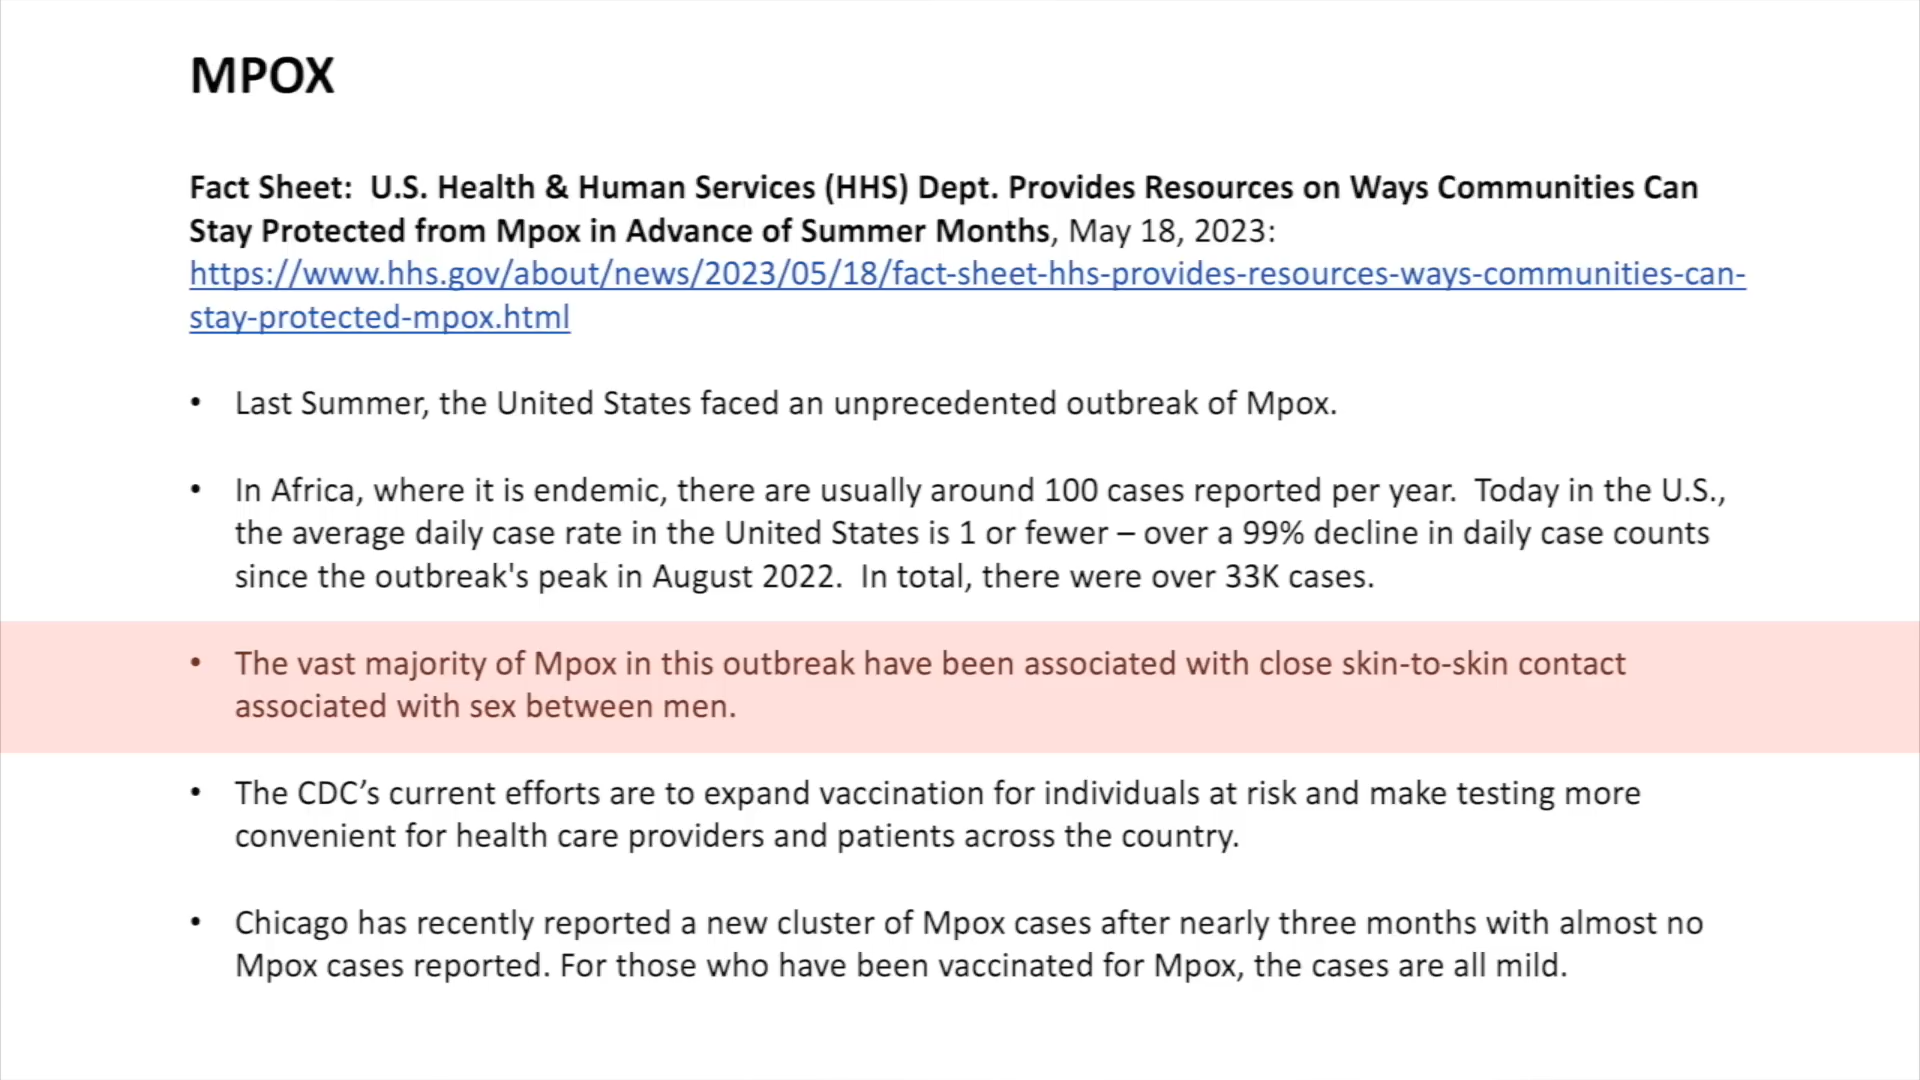 MPOX
Fact Sheet:  U.S. Health & Human Services (HHS) Dept. Provides Resources on Ways Communities Can
Stay Protected from Mpox in Advance of Summer Months, May 18, 2023:
https://www.hhs.gov/about/news/2023/05/18/fact-sheet-hhs-provides-resources-ways-communities-can-
stay-protected-mpox.html
• Last Summer, the United States faced an unprecedented outbreak of Mpox.
• In Africa, where it is endemic, there are usually around 100 cases reported per year.  Today in the U.S.,
the average daily case rate in the United States is 1 or fewer – over a 99% decline in daily case counts
since the outbreak's peak in August 2022.  In total, there were over 33K cases.
• The vast majority of Mpox in this outbreak have been associated with close skin-to-skin contact
associated with sex between men.
• The CDC’s current efforts are to expand vaccination for individuals at risk and make testing more
convenient for health care providers and patients across the country.
• Chicago has recently reported a new cluster of Mpox cases after nearly three months with almost no
Mpox cases reported. For those who have been vaccinated for Mpox, the cases are all mild.